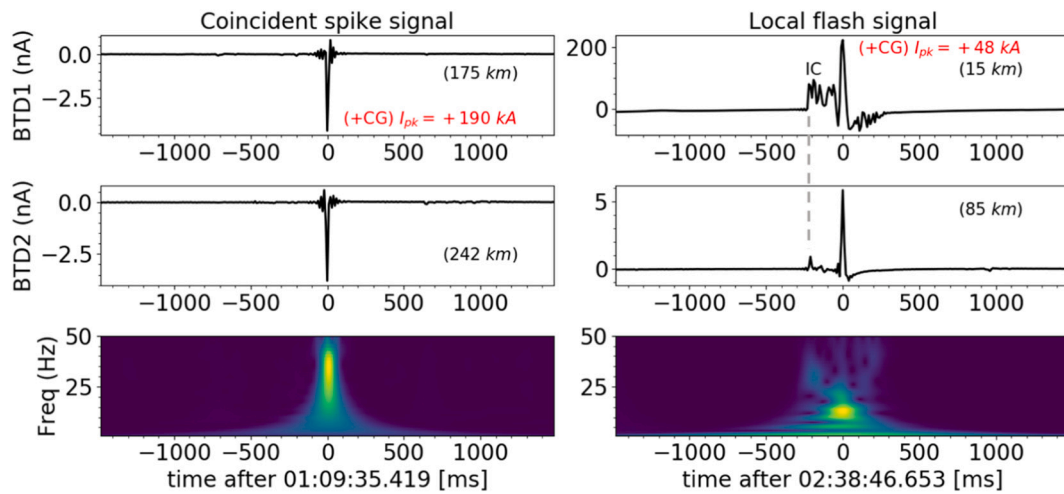 Coincident spike signal
Local flash signal
BTD1 (nA)
0.0
−2.5
(175 km)
(+CG) Ipk = +190 kA
−1000 −500 0 500 1000
200
0
IC
(+CG) Ipk = +48 kA
(15 km)
−1000 −500 0 500 1000
BTD2 (nA)
0.0
−2.5
(242 km)
−1000 −500 0 500 1000
5
0
(85 km)
−1000 −500 0 500 1000
Freq (Hz)
50
25
−1000 −500 0 500 1000
time after 01:09:35.419 [ms]
50
25
−1000 −500 0 500 1000
time after 02:38:46.653 [ms]